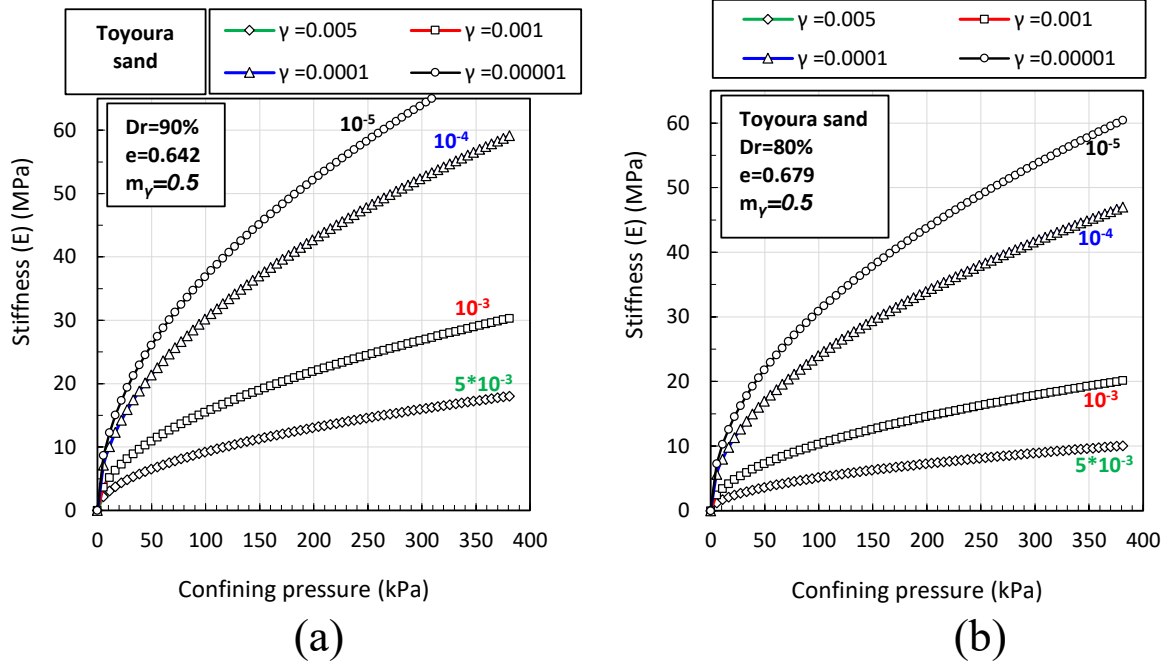 Toyoura
sand
γ =0.005
γ =0.001
γ =0.0001
γ =0.00001
Dr=90%
e=0.642
mγ=0.5
10-5
10-4
10-3
5*10-3
60
50
40
30
20
10
0
Stiffness (E) (MPa)
0 50 100 150 200 250 300 350 400
Confining pressure (kPa)
(a)
γ =0.005
γ =0.001
γ =0.0001
γ =0.00001
Toyoura sand
Dr=80%
e=0.679
mγ=0.5
10-5
10-4
10-3
5*10-3
60
50
40
30
20
10
0
Stiffness (E) (MPa)
0 50 100 150 200 250 300 350 400
Confining pressure (kPa)
(b)